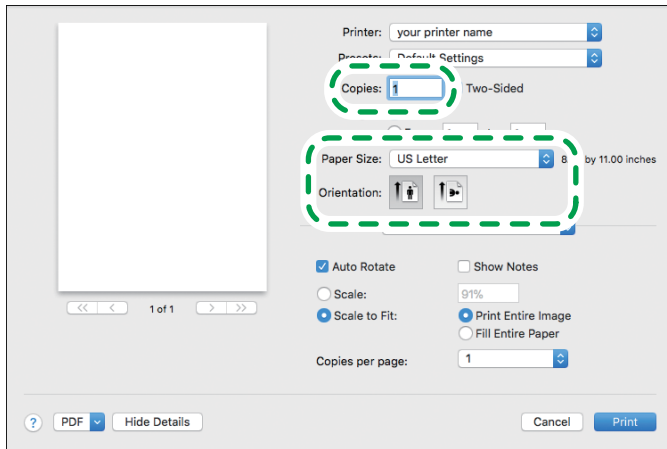 Printer: your printer name
Presets: Default Settings
Copies: 1 Two-Sided
Paper Size: US Letter by 11.00 inches
Orientation:
<< < 1 of 1 > >>
Auto Rotate Show Notes
Scale: 91%
Scale to Fit: Print Entire Image
Fill Entire Paper
Copies per page: 1
? PDF Hide Details Cancel Print